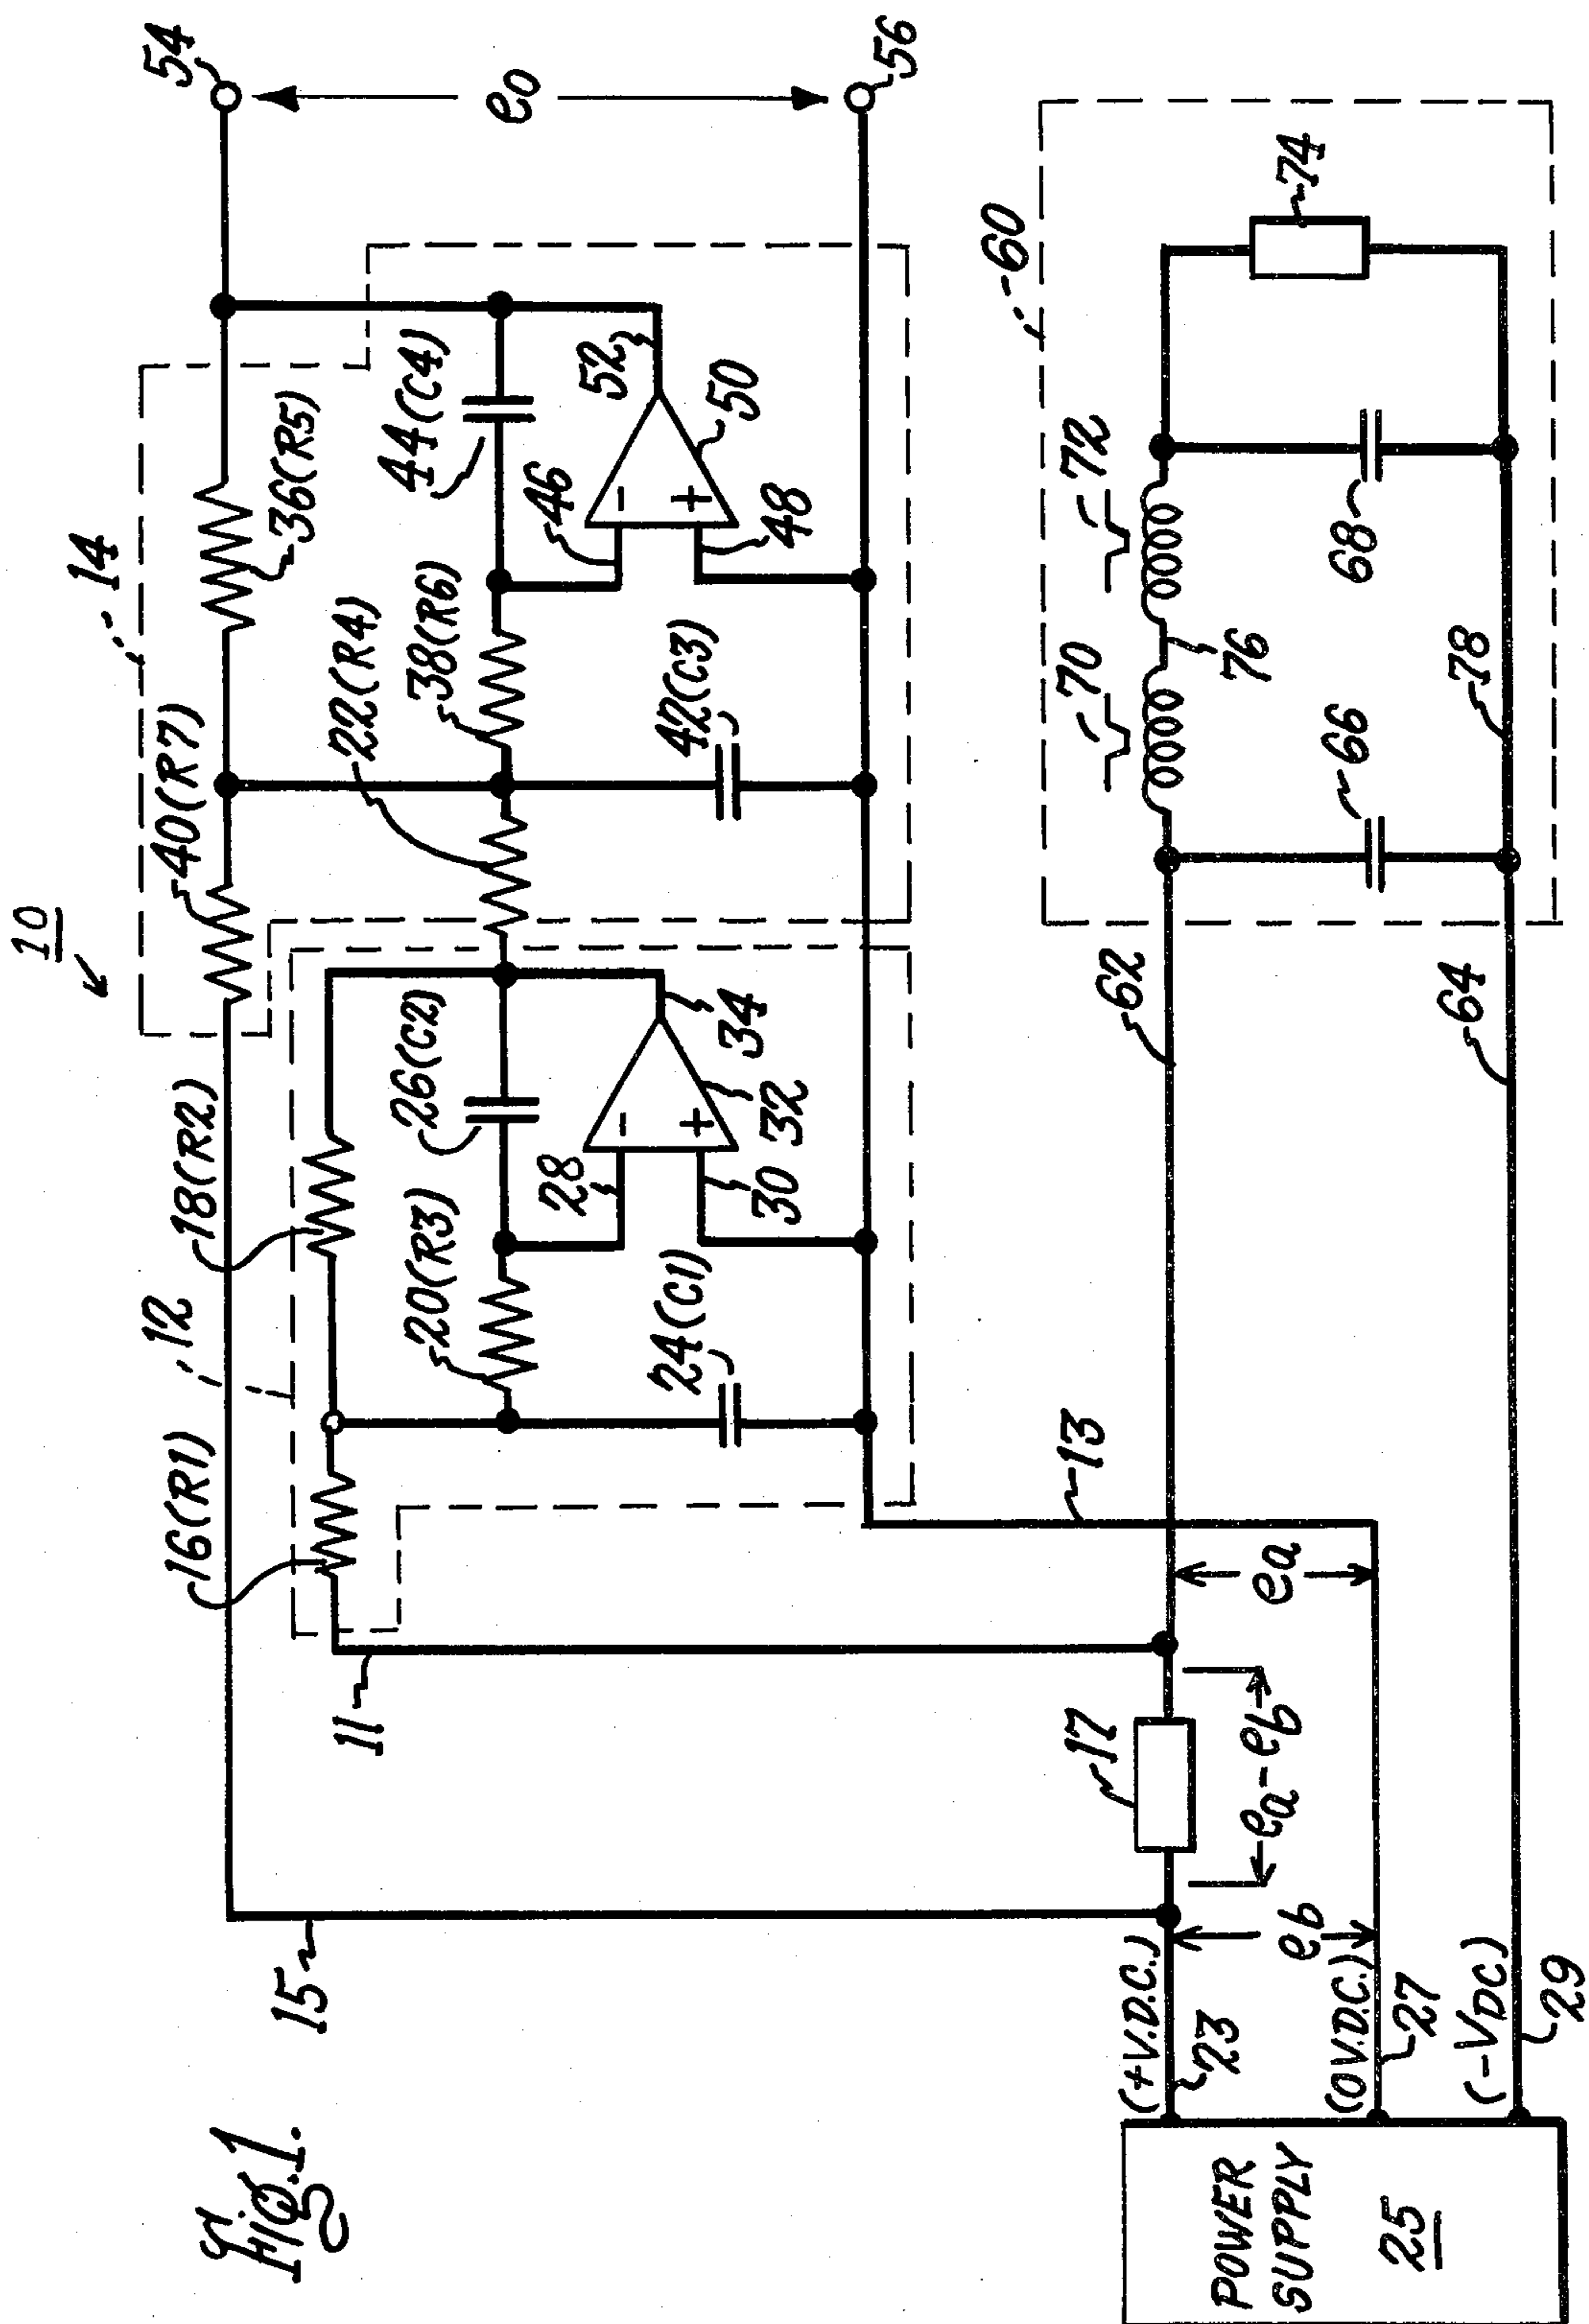 Fig. 1.
10
14
54
15
16(R1)
12
18(R2)
40(R7)
36(R5)
11
20(R3)
26(C2)
22(R4)
38(R6)
44(C4)
28
46
52
eo
24(C1)
30
32
34
42(C3)
48
50
56
13
17
62
60
70
72
(+V.D.C.)
23
eb
ea-eb
ea
76
74
(0V.D.C.)
27
66
68
(-VDC)
29
64
78
POWER
SUPPLY
25